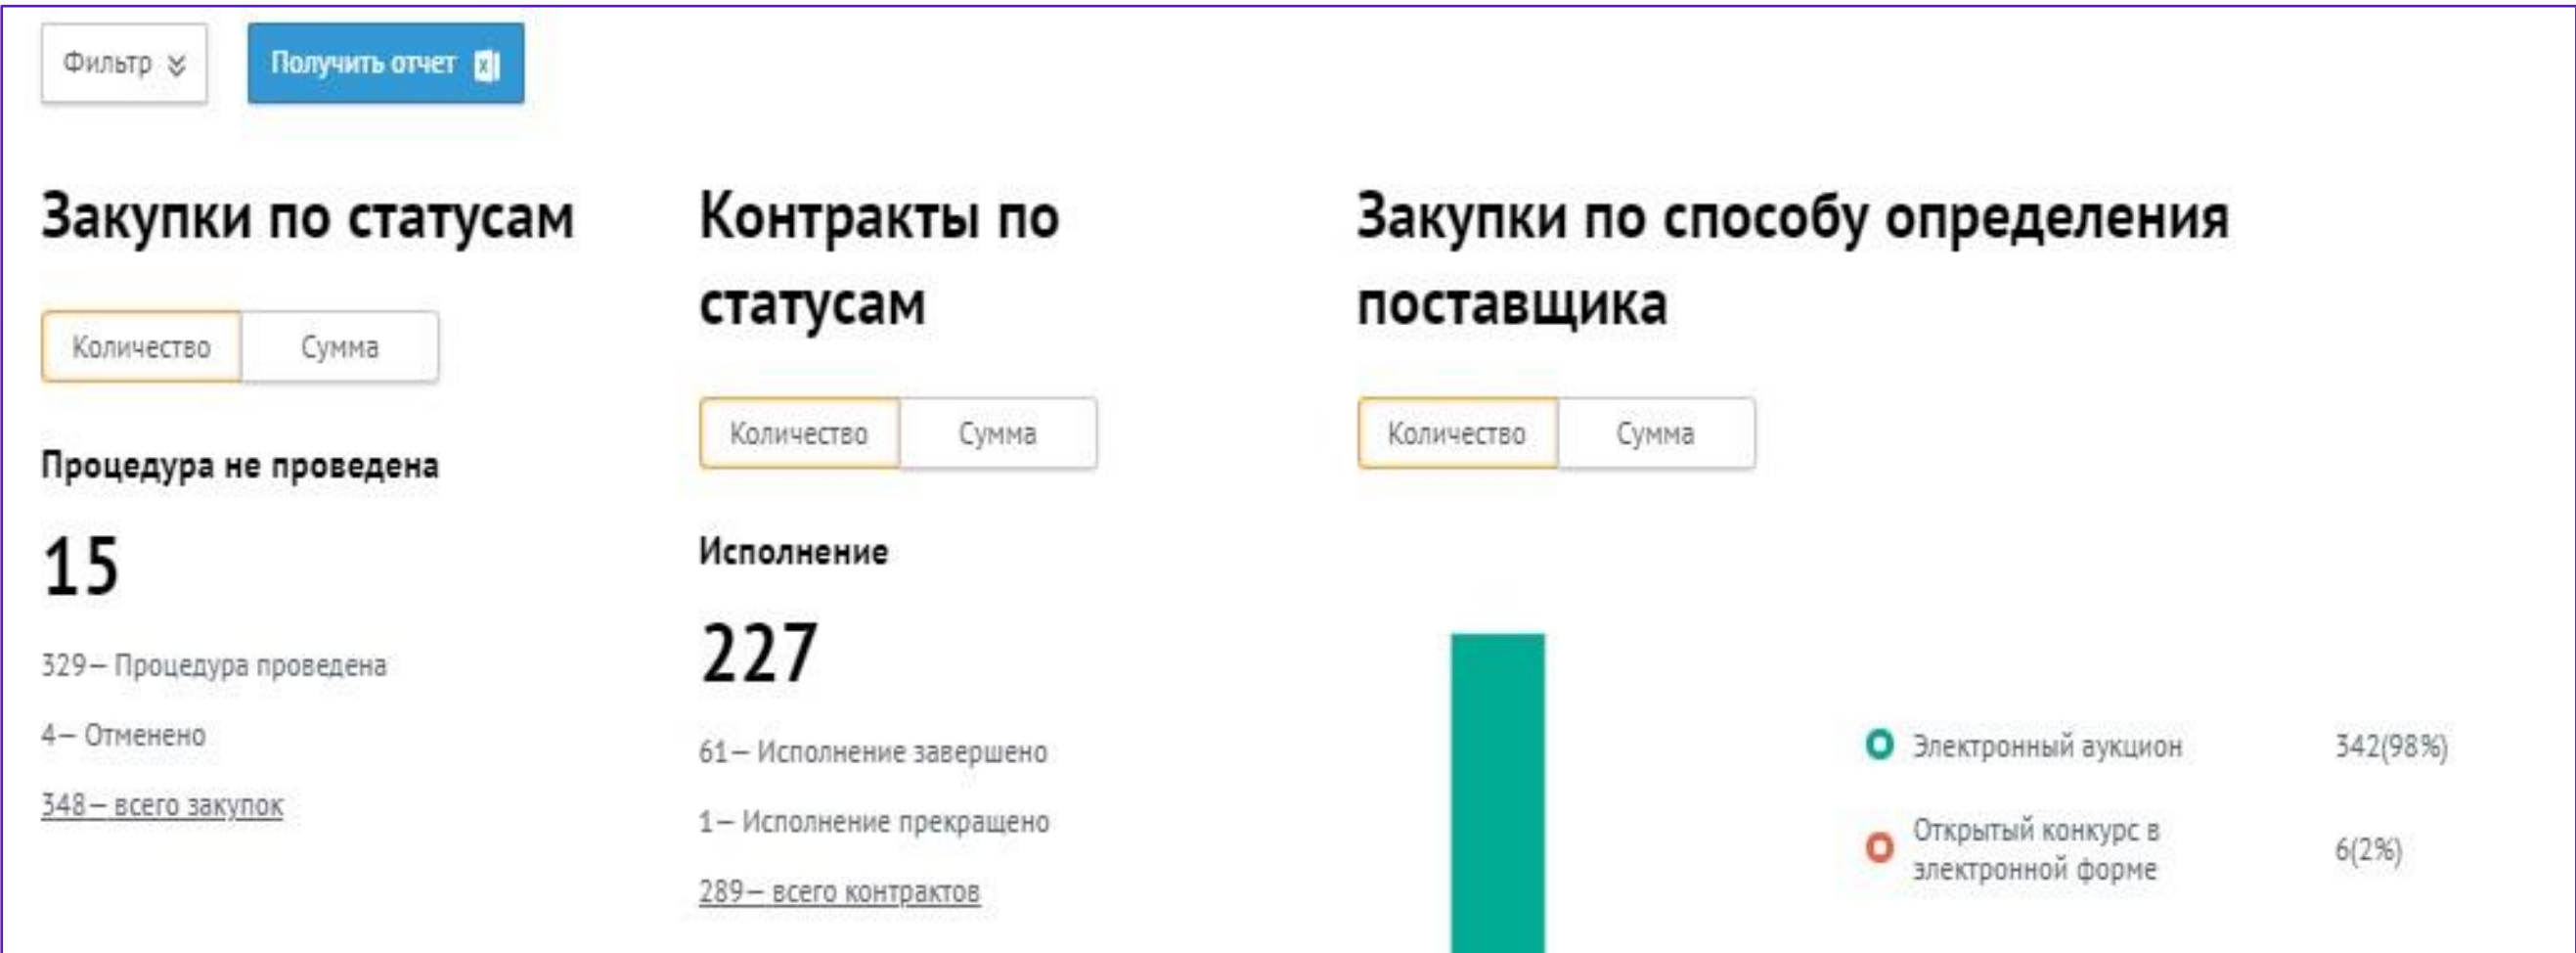 Фильтр
Получить отчет
Закупки по статусам
Количество
Сумма
Процедура не проведена
15
329— Процедура проведена
4— Отменено
348— всего закупок
Контракты по
статусам
Количество
Сумма
Исполнение
227
61— Исполнение завершено
1— Исполнение прекращено
289— всего контрактов
Закупки по способу определения
поставщика
Количество
Сумма
Электронный аукцион 342(98%)
Открытый конкурс в
электронной форме 6(2%)